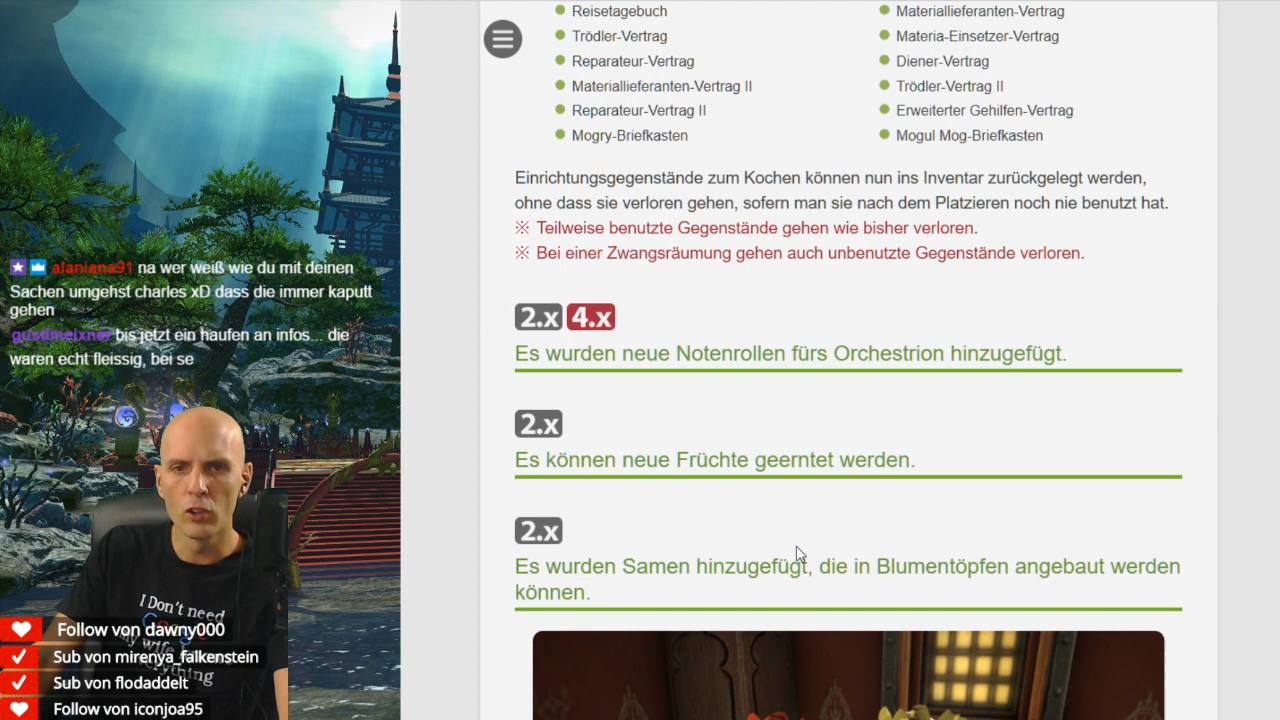 Reisetagebuch
Materiallieferanten-Vertrag
Trödler-Vertrag
Materia-Einsetzer-Vertrag
Reparateur-Vertrag
Diener-Vertrag
Materiallieferanten-Vertrag II
Trödler-Vertrag II
Reparateur-Vertrag II
Erweiterter Gehilfen-Vertrag
Mogry-Briefkasten
Mogul Mog-Briefkasten
Einrichtungsgegenstände zum Kochen können nun ins Inventar zurückgelegt werden,
ohne dass sie verloren gehen, sofern man sie nach dem Platzieren noch nie benutzt hat.
※ Teilweise benutzte Gegenstände gehen wie bisher verloren.
※ Bei einer Zwangsräumung gehen auch unbenutzte Gegenstände verloren.
2.x 4.x
Es wurden neue Notenrollen fürs Orchestrion hinzugefügt.
2.x
Es können neue Früchte geerntet werden.
2.x
Es wurden Samen hinzugefügt, die in Blumentöpfen angebaut werden
können.
alaniana91 na wer weiß wie du mit deinen
Sachen umgehst charles xD dass die immer kaputt
gehen
gustlmeixner bis jetzt ein haufen an infos... die
waren echt fleissig, bei se
I Don't need
Google
my wife
everything
Follow von dawny000
Sub von mirenya_falkenstein
Sub von flodaddelt
Follow von iconjoa95